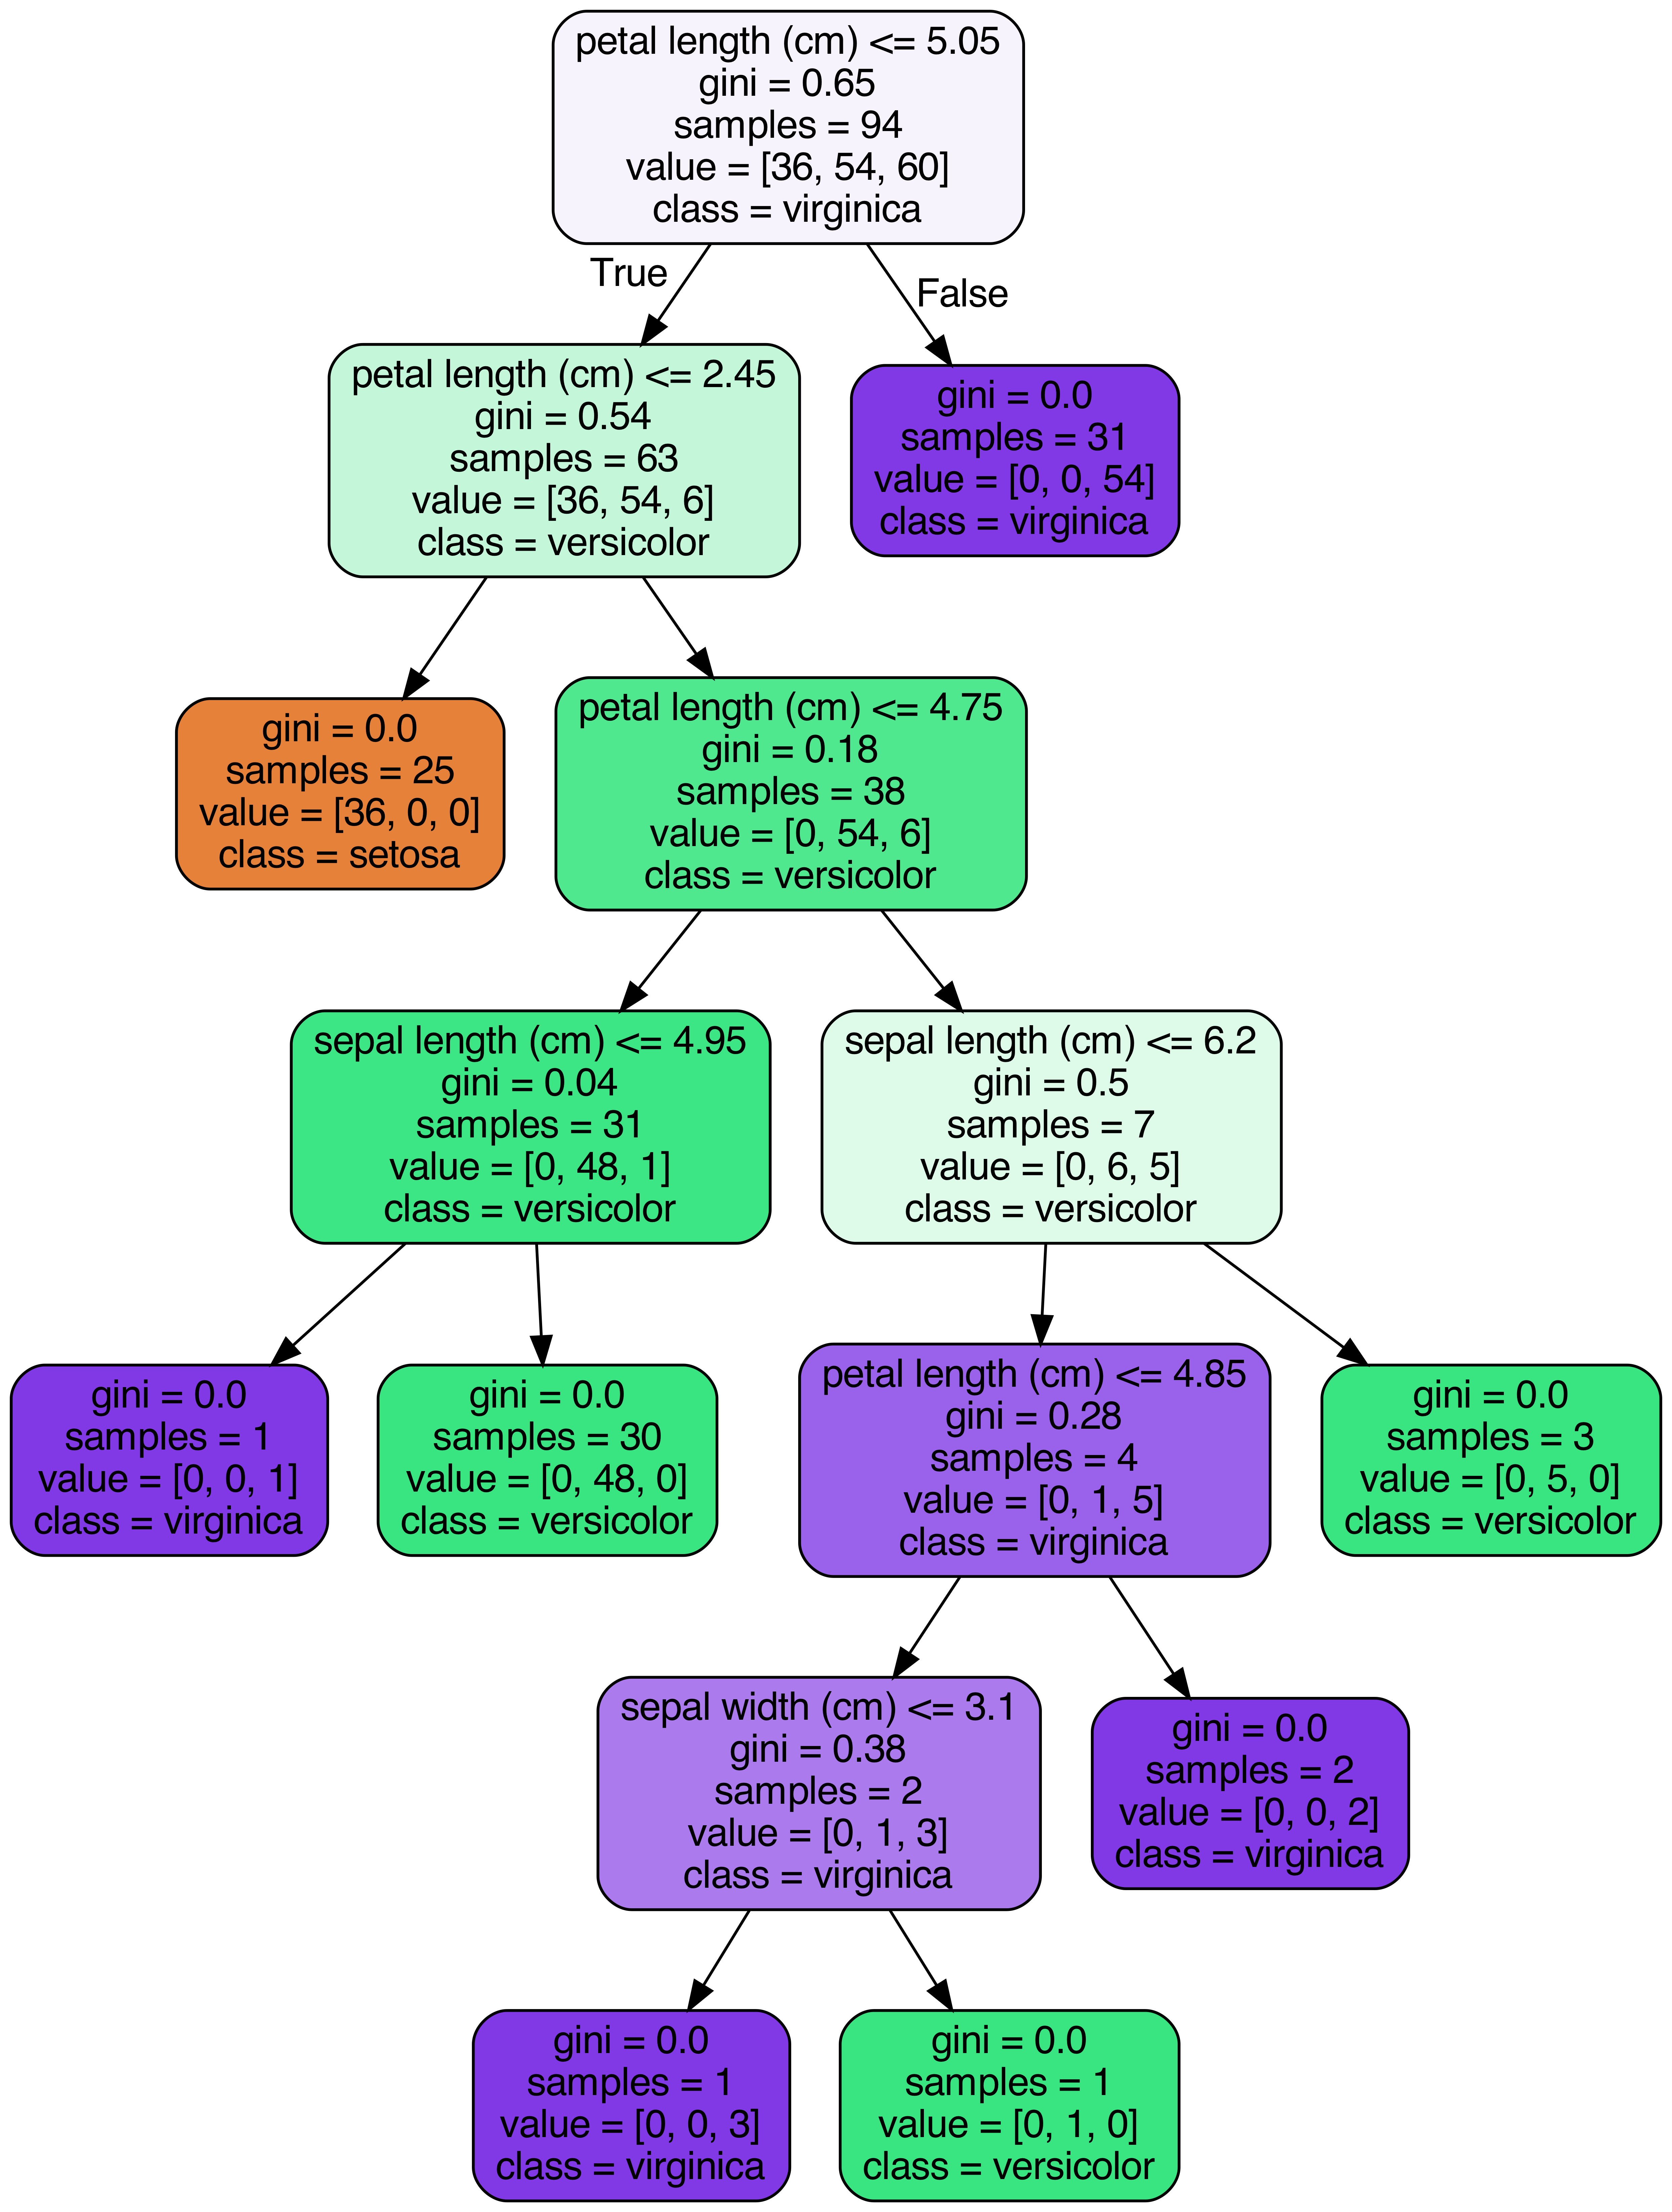 petal length (cm) <= 5.05
gini = 0.65
samples = 94
value = [36, 54, 60]
class = virginica
True
False
petal length (cm) <= 2.45
gini = 0.54
samples = 63
value = [36, 54, 6]
class = versicolor
gini = 0.0
samples = 31
value = [0, 0, 54]
class = virginica
gini = 0.0
samples = 25
value = [36, 0, 0]
class = setosa
petal length (cm) <= 4.75
gini = 0.18
samples = 38
value = [0, 54, 6]
class = versicolor
sepal length (cm) <= 4.95
gini = 0.04
samples = 31
value = [0, 48, 1]
class = versicolor
sepal length (cm) <= 6.2
gini = 0.5
samples = 7
value = [0, 6, 5]
class = versicolor
gini = 0.0
samples = 1
value = [0, 0, 1]
class = virginica
gini = 0.0
samples = 30
value = [0, 48, 0]
class = versicolor
petal length (cm) <= 4.85
gini = 0.28
samples = 4
value = [0, 1, 5]
class = virginica
gini = 0.0
samples = 3
value = [0, 5, 0]
class = versicolor
sepal width (cm) <= 3.1
gini = 0.38
samples = 2
value = [0, 1, 3]
class = virginica
gini = 0.0
samples = 2
value = [0, 0, 2]
class = virginica
gini = 0.0
samples = 1
value = [0, 0, 3]
class = virginica
gini = 0.0
samples = 1
value = [0, 1, 0]
class = versicolor